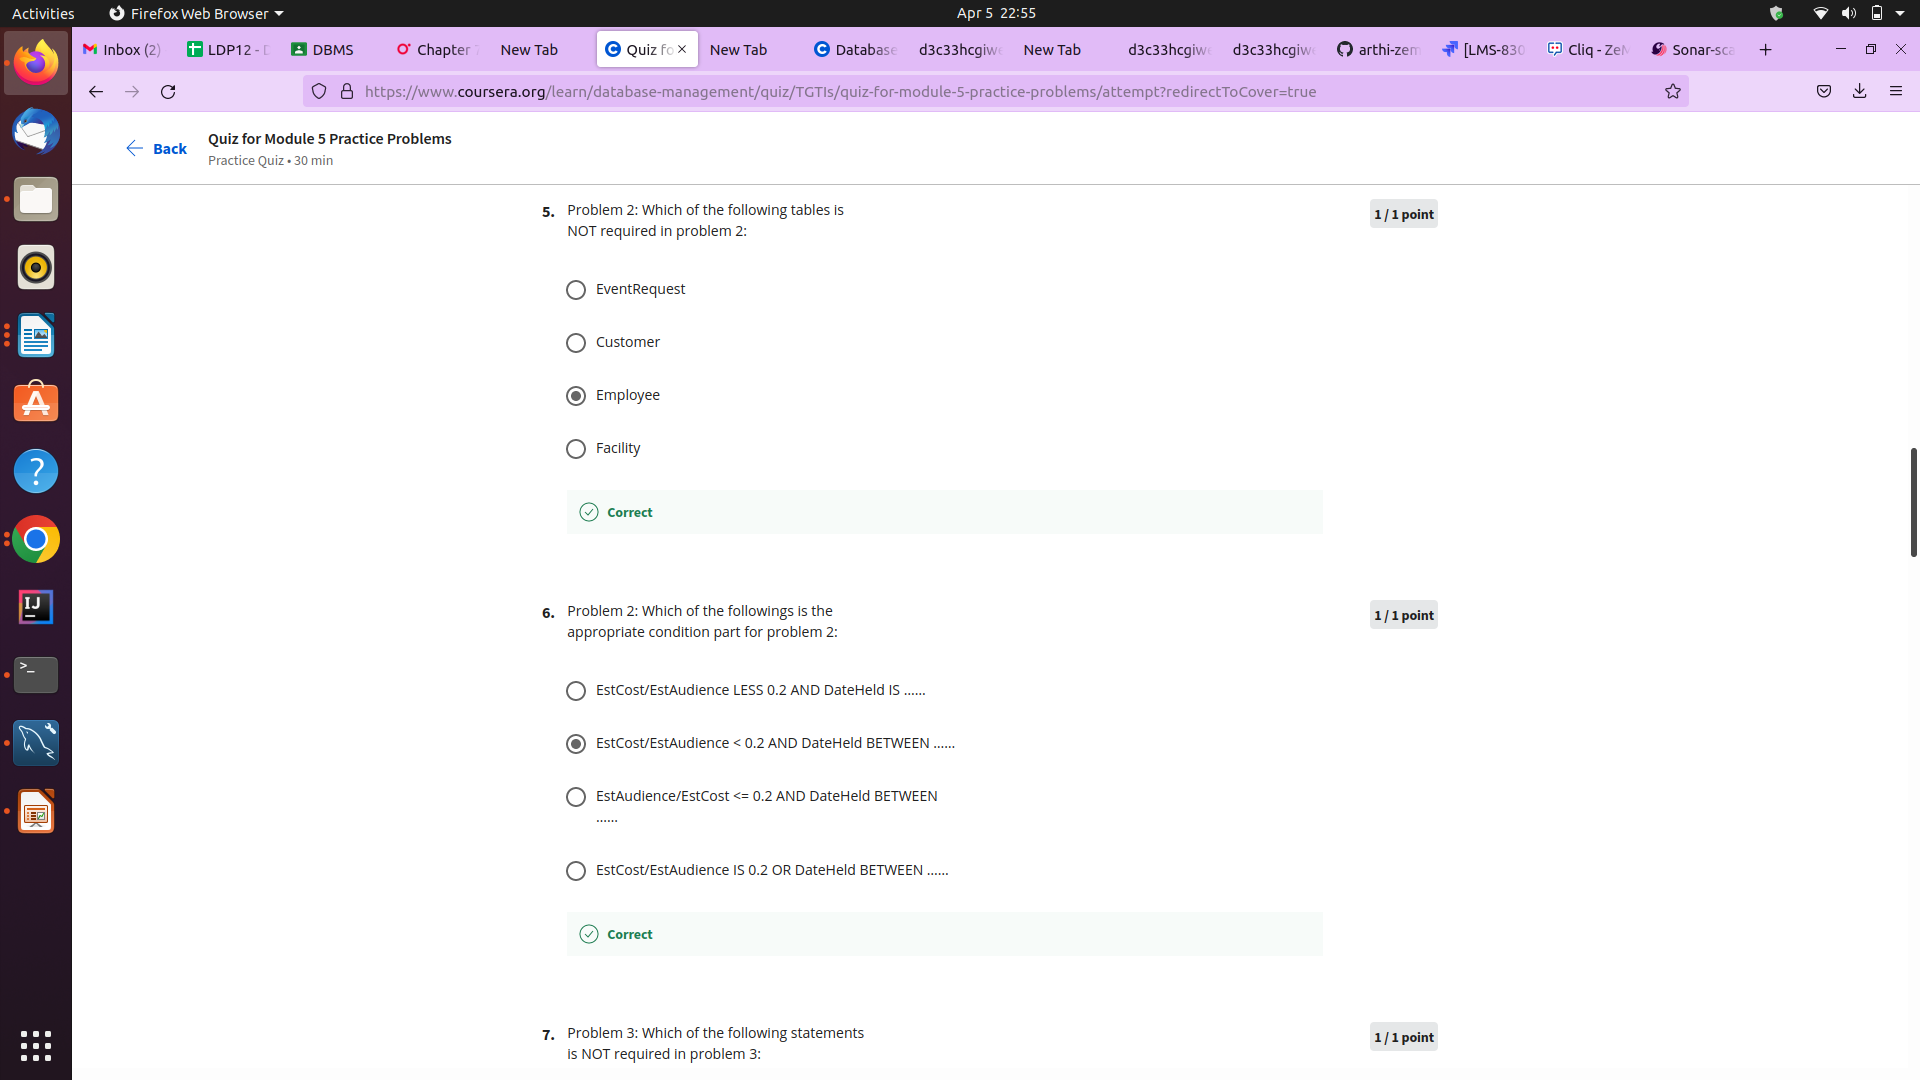 Activities
Firefox Web Browser
Apr 5 22:55
Inbox (2)
LDP12 - D
DBMS
Chapter 7
New Tab
Quiz fo
New Tab
Database
d3c33hcgiwe
New Tab
d3c33hcgiwe
d3c33hcgiwe
arthi-zem
[LMS-830
Cliq - ZeM
Sonar-sca
https://www.coursera.org/learn/database-management/quiz/TGTIs/quiz-for-module-5-practice-problems/attempt?redirectToCover=true
Back
Quiz for Module 5 Practice Problems
Practice Quiz • 30 min
5. Problem 2: Which of the following tables is
NOT required in problem 2:
1 / 1 point
EventRequest
Customer
Employee
Facility
Correct
6. Problem 2: Which of the followings is the
appropriate condition part for problem 2:
1 / 1 point
EstCost/EstAudience LESS 0.2 AND DateHeld IS ……
EstCost/EstAudience < 0.2 AND DateHeld BETWEEN ……
EstAudience/EstCost <= 0.2 AND DateHeld BETWEEN
……
EstCost/EstAudience IS 0.2 OR DateHeld BETWEEN ……
Correct
7. Problem 3: Which of the following statements
is NOT required in problem 3:
1 / 1 point